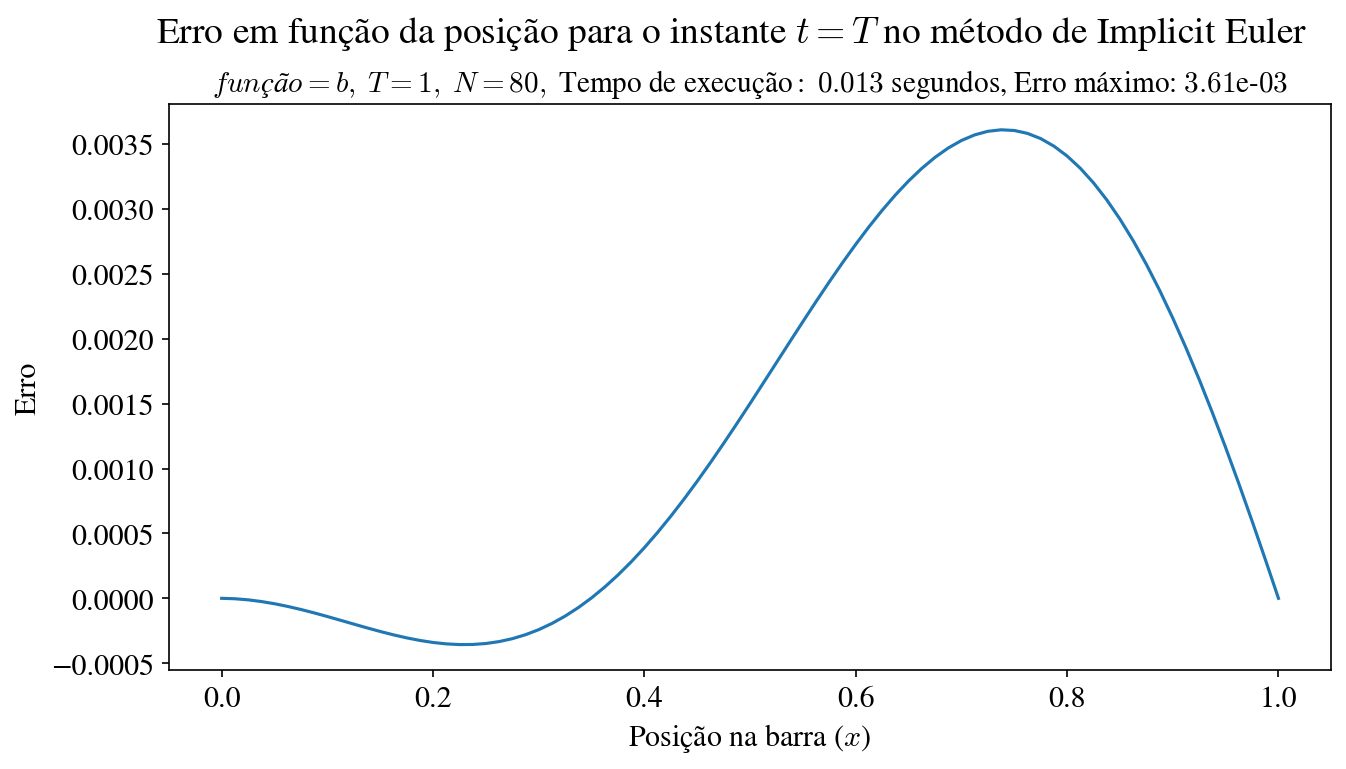 Erro em função da posição para o instante t = T no método de Implicit Euler
função = b, T = 1, N = 80, Tempo de execução : 0.013 segundos, Erro máximo: 3.61e-03
0.0035
0.0030
0.0025
0.0020
0.0015
0.0010
0.0005
0.0000
−0.0005
Erro
0.0 0.2 0.4 0.6 0.8 1.0
Posição na barra (x)